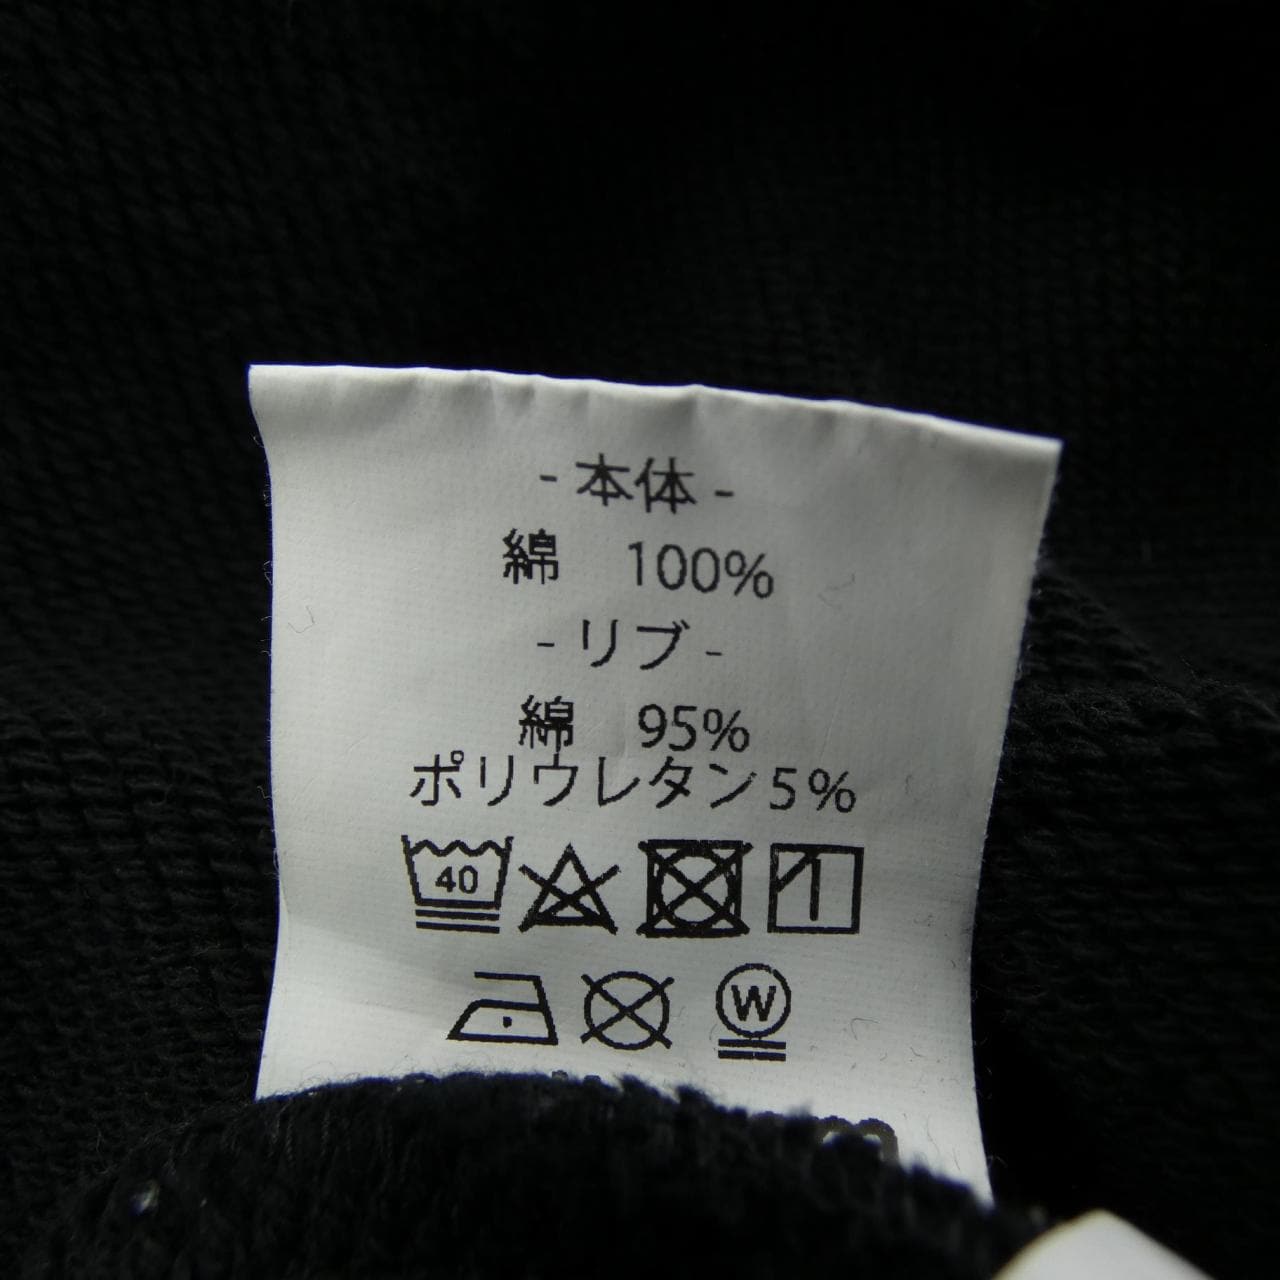 - 本体 -
綿 100%
- リブ -
綿 95%
ポリウレタン5%
40
W